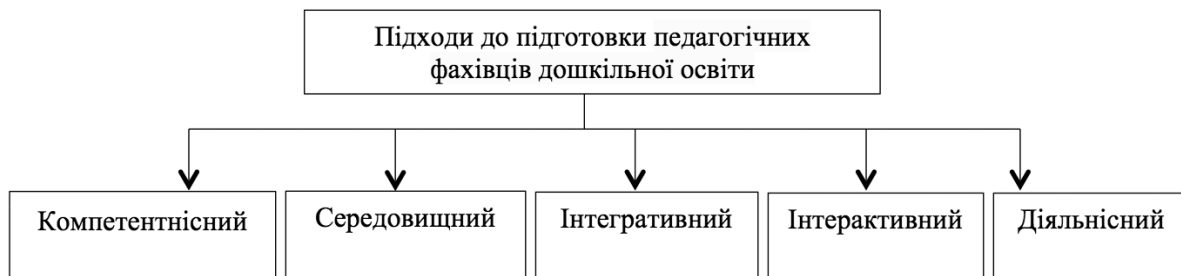 Підходи до підготовки педагогічних
фахівців дошкільної освіти
Компетентнісний
Середовищний
Інтегративний
Інтерактивний
Діяльнісний